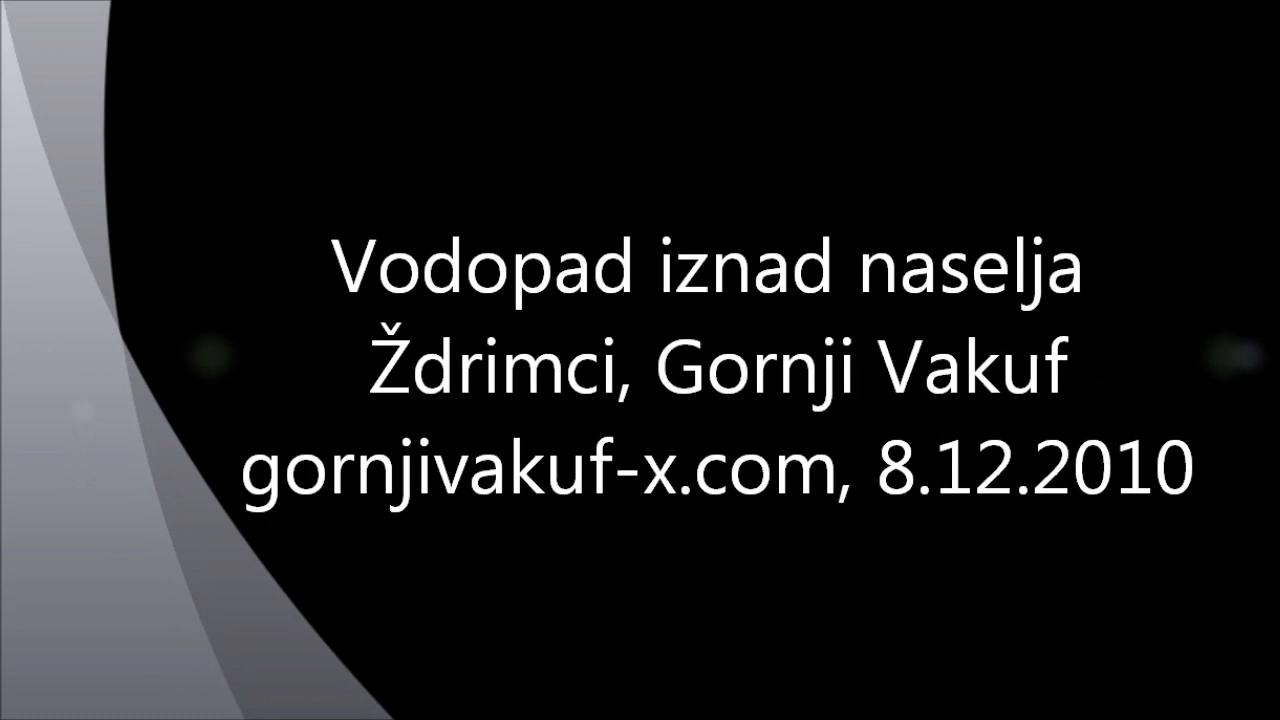 Vodopad iznad naselja
Ždrimci, Gornji Vakuf
gornjivakuf-x.com, 8.12.2010